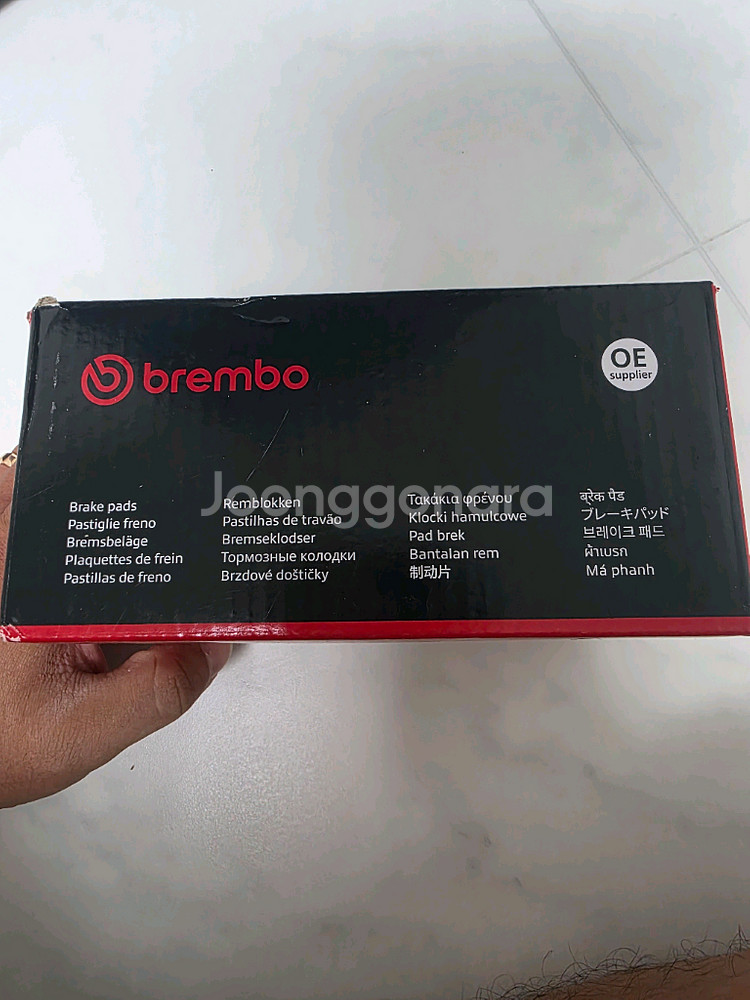 brembo
OE
supplier
Joonggonara
Brake pads
Pastiglie freno
Bremsbeläge
Plaquettes de frein
Pastillas de freno
Remblokken
Pastilhas de travão
Bremseklodser
Тормозные колодки
Brzdové doštičky
Τακάκια φρένου
Klocki hamulcowe
Pad brek
Bantalan rem
制动片
ब्रेक पैड
ブレーキパッド
브레이크 패드
ผ้าเบรก
Má phanh